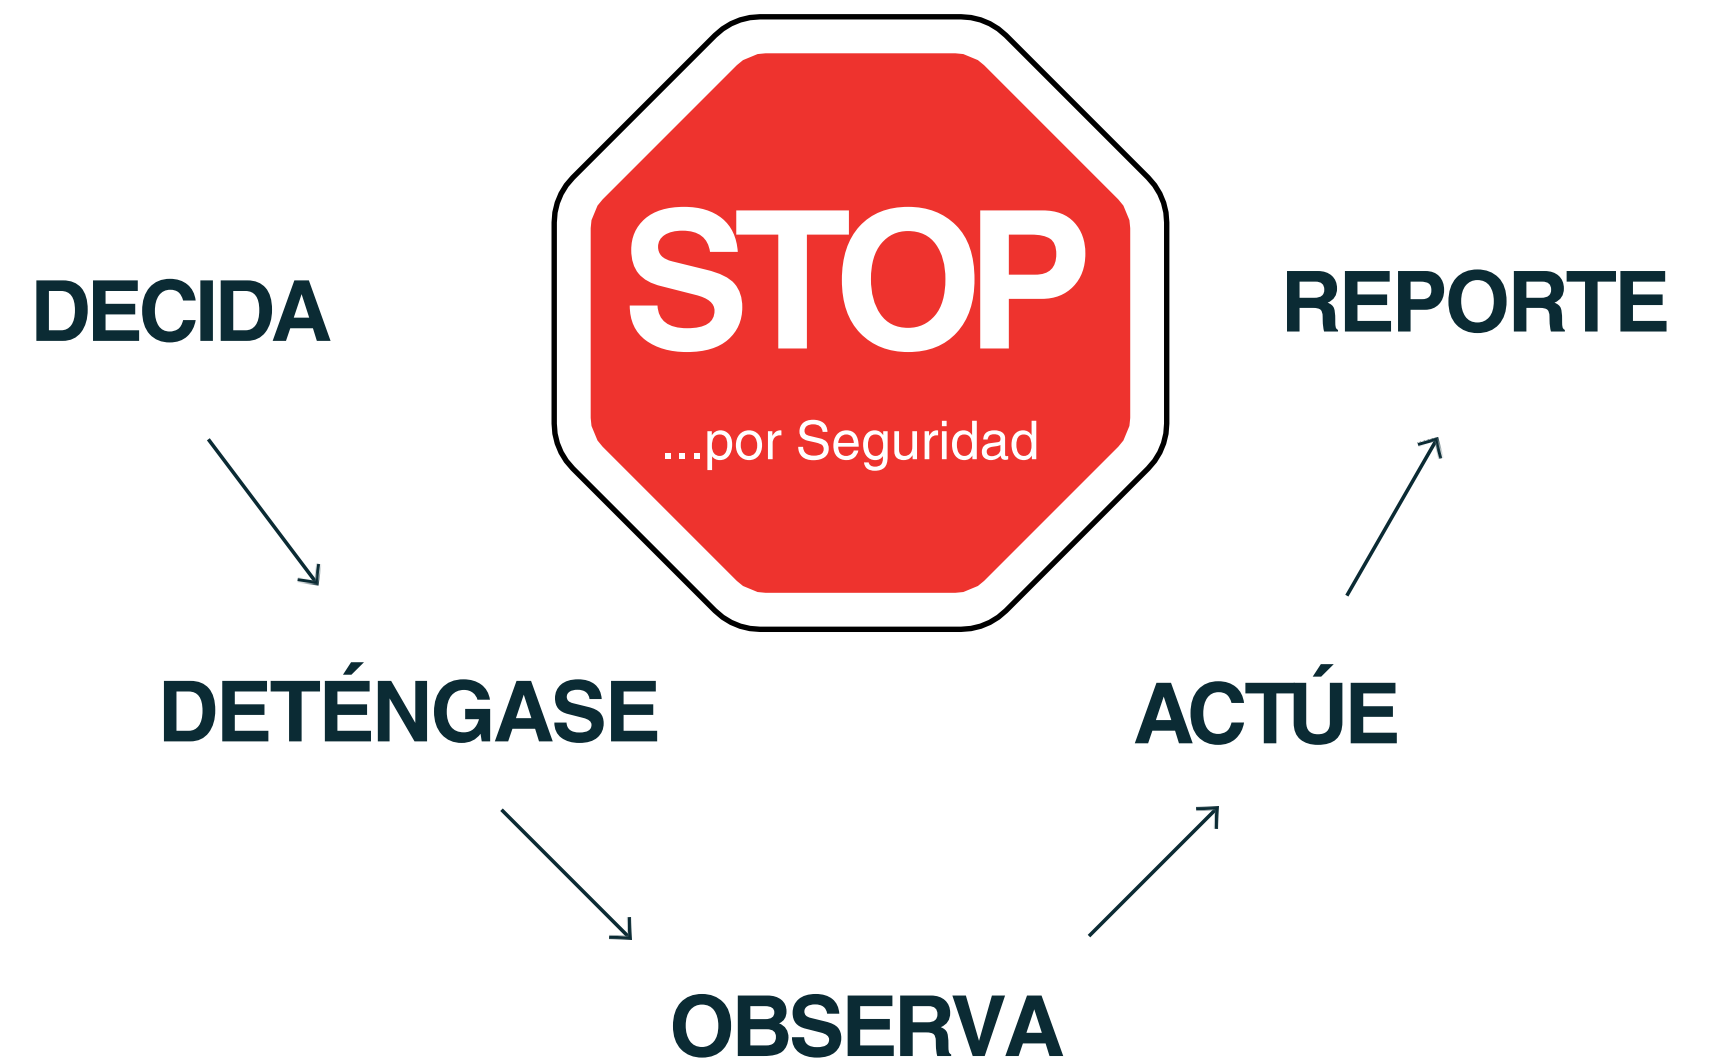 STOP
...por Seguridad
DECIDA
DETÉNGASE
OBSERVA
ACTÚE
REPORTE